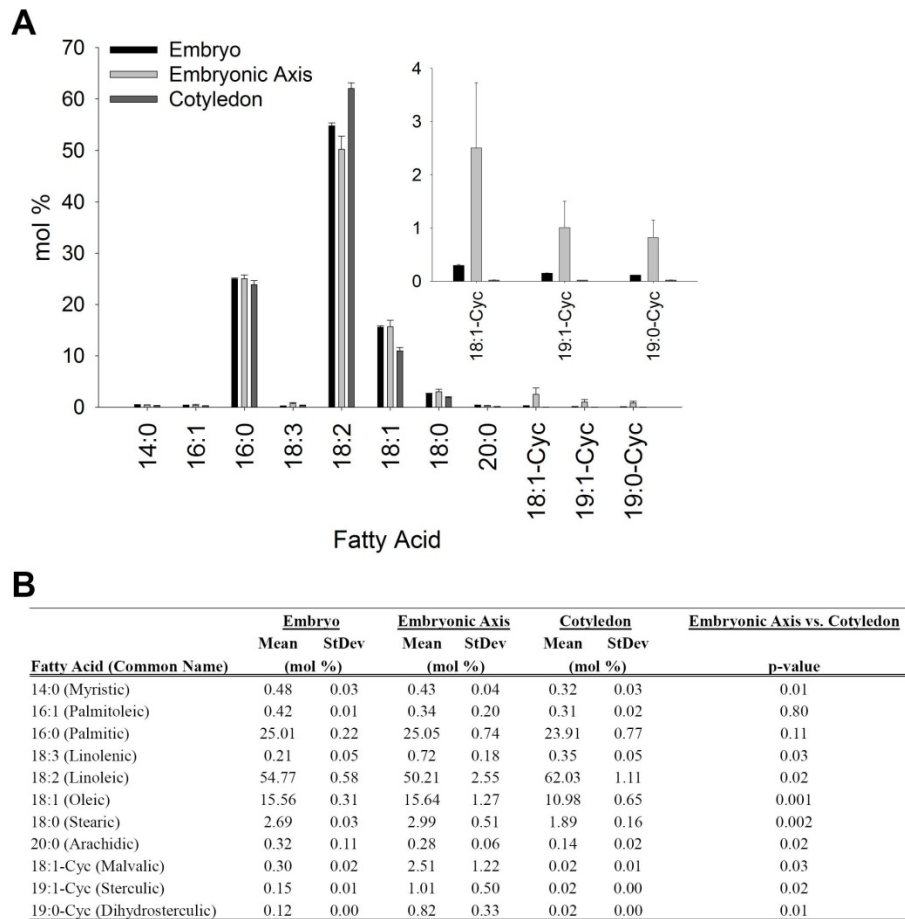 A
70
60
50
40
30
20
10
0
mol %
Embryo
Embryonic Axis
Cotyledon
4
3
2
1
0
18:1-Cyc
19:1-Cyc
19:0-Cyc
14:0
16:1
16:0
18:3
18:2
18:1
18:0
20:0
18:1-Cyc
19:1-Cyc
19:0-Cyc
Fatty Acid
B
Embryo Embryonic Axis Cotyledon Embryonic Axis vs. Cotyledon
Mean StDev Mean StDev Mean StDev
Fatty Acid (Common Name) (mol %) (mol %) (mol %) p-value
14:0 (Myristic) 0.48 0.03 0.43 0.04 0.32 0.03 0.01
16:1 (Palmitoleic) 0.42 0.01 0.34 0.20 0.31 0.02 0.80
16:0 (Palmitic) 25.01 0.22 25.05 0.74 23.91 0.77 0.11
18:3 (Linolenic) 0.21 0.05 0.72 0.18 0.35 0.05 0.03
18:2 (Linoleic) 54.77 0.58 50.21 2.55 62.03 1.11 0.02
18:1 (Oleic) 15.56 0.31 15.64 1.27 10.98 0.65 0.001
18:0 (Stearic) 2.69 0.03 2.99 0.51 1.89 0.16 0.002
20:0 (Arachidic) 0.32 0.11 0.28 0.06 0.14 0.02 0.02
18:1-Cyc (Malvalic) 0.30 0.02 2.51 1.22 0.02 0.01 0.03
19:1-Cyc (Sterculic) 0.15 0.01 1.01 0.50 0.02 0.00 0.02
19:0-Cyc (Dihydrosterculic) 0.12 0.00 0.82 0.33 0.02 0.00 0.01